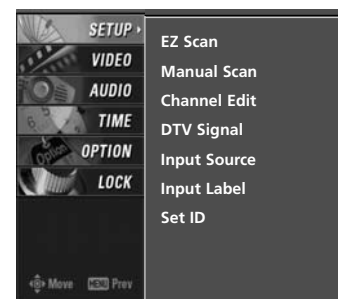 SETUP
VIDEO
AUDIO
TIME
OPTION
LOCK
Move MENU Prev
EZ Scan
Manual Scan
Channel Edit
DTV Signal
Input Source
Input Label
Set ID